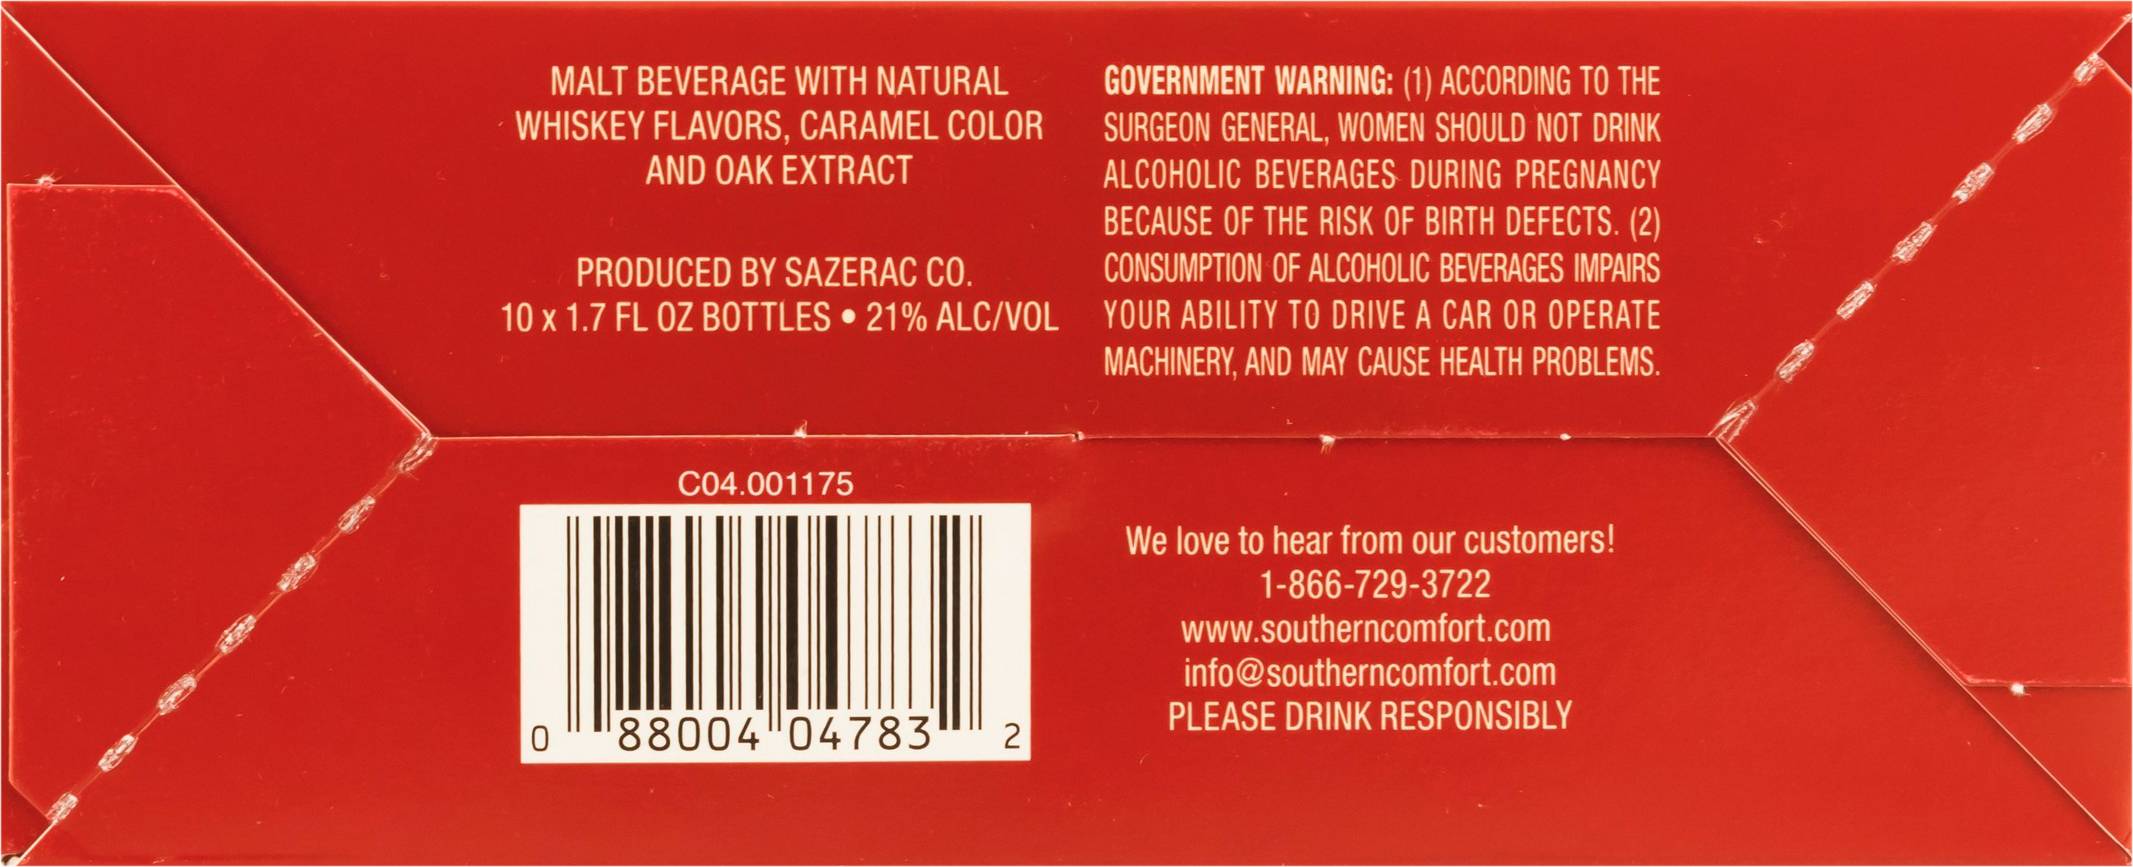 MALT BEVERAGE WITH NATURAL
WHISKEY FLAVORS, CARAMEL COLOR
AND OAK EXTRACT
PRODUCED BY SAZERAC CO.
10 x 1.7 FL OZ BOTTLES • 21% ALC/VOL
GOVERNMENT WARNING: (1) ACCORDING TO THE
SURGEON GENERAL, WOMEN SHOULD NOT DRINK
ALCOHOLIC BEVERAGES DURING PREGNANCY
BECAUSE OF THE RISK OF BIRTH DEFECTS. (2)
CONSUMPTION OF ALCOHOLIC BEVERAGES IMPAIRS
YOUR ABILITY TO DRIVE A CAR OR OPERATE
MACHINERY, AND MAY CAUSE HEALTH PROBLEMS.
C04.001175
0 88004 04783 2
We love to hear from our customers!
1-866-729-3722
www.southerncomfort.com
info@southerncomfort.com
PLEASE DRINK RESPONSIBLY